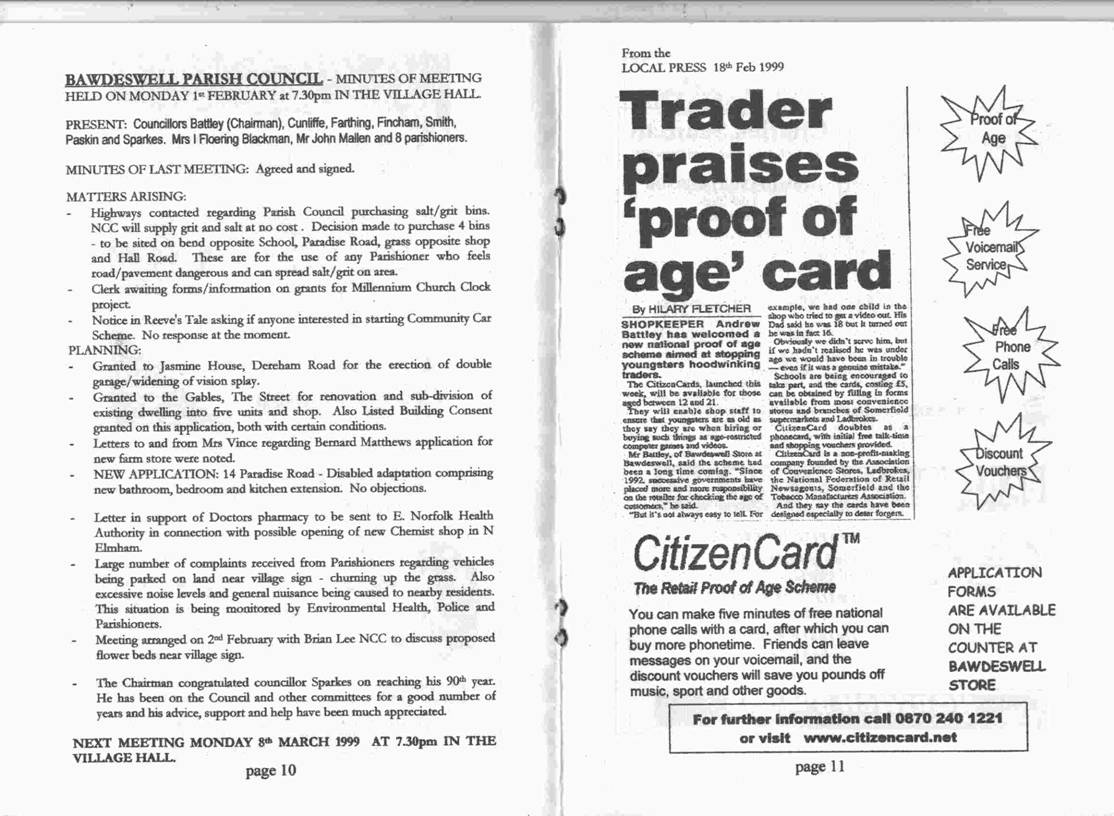 BAWDESWELL PARISH COUNCIL - MINUTES OF MEETING
HELD ON MONDAY 1st FEBRUARY at 7.30pm IN THE VILLAGE HALL.
PRESENT: Councillors Battley (Chairman), Cunliffe, Farthing, Fincham, Smith,
Paskin and Sparkes. Mrs I Floering Blackman, Mr John Mallen and 8 parishioners.
MINUTES OF LAST MEETING: Agreed and signed.
MATTERS ARISING:
- Highways contacted regarding Parish Council purchasing salt/grit bins.
NCC will supply grit and salt at no cost . Decision made to purchase 4 bins
- to be sited on bend opposite School, Paradise Road, grass opposite shop
and Hall Road. These are for the use of any Parishioner who feels
road/pavement dangerous and can spread salt/grit on area.
- Clerk awaiting forms/information on grants for Millennium Church Clock
project.
- Notice in Reeve's Tale asking if anyone interested in starting Community Car
Scheme. No response at the moment.
PLANNING:
- Granted to Jasmine House, Dereham Road for the erection of double
garage/widening of vision splay.
- Granted to the Gables, The Street for renovation and sub-division of
existing dwelling into five units and shop. Also Listed Building Consent
granted on this application, both with certain conditions.
- Letters to and from Mrs Vince regarding Bernard Matthews application for
new farm store were noted.
- NEW APPLICATION: 14 Paradise Road - Disabled adaptation comprising
new bathroom, bedroom and kitchen extension. No objections.
- Letter in support of Doctors pharmacy to be sent to E. Norfolk Health
Authority in connection with possible opening of new Chemist shop in N
Elmham.
- Large number of complaints received from Parishioners regarding vehicles
being parked on land near village sign - churning up the grass. Also
excessive noise levels and general nuisance being caused to nearby residents.
This situation is being monitored by Environmental Health, Police and
Parishioners.
- Meeting arranged on 2nd February with Brian Lee NCC to discuss proposed
flower beds near village sign.
- The Chairman congratulated councillor Sparkes on reaching his 90th year.
He has been on the Council and other committees for a good number of
years and his advice, support and help have been much appreciated.
NEXT MEETING MONDAY 8th MARCH 1999 AT 7.30pm IN THE
VILLAGE HALL.
page 10
From the
LOCAL PRESS 18th Feb 1999
Trader
praises
'proof of
age' card
By HILARY FLETCHER
SHOPKEEPER Andrew
Battley has welcomed a
new national proof of age
scheme aimed at stopping
youngsters hoodwinking
traders.
The CitizenCards, launched this
week, will be available for those
aged between 12 and 21.
They will enable shop staff to
ensure that youngsters are as old as
they say they are when hiring or
buying such things as age-restricted
computer games and videos.
Mr Battley, of Bawdeswell Store at
Bawdeswell, said the scheme had
been a long time coming. "Since
1992, successive governments have
placed more and more responsibility
on the retailer for checking the age of
customers," he said.
"But it's not always easy to tell. For
example, we had one child in the
shop who tried to get a video out. His
Dad said he was 18 but it turned out
he was in fact 16.
Obviously we didn't serve him, but
if we hadn't realised he was under
age we would have been in trouble
— even if it was a genuine mistake."
Schools are being encouraged to
take part, and the cards, costing £5,
can be obtained by filling in forms
available from most convenience
stores and branches of Somerfield
supermarkets and Ladbrokes.
CitizenCard doubles as a
phonecard, with initial free talk-time
and shopping vouchers provided.
CitizenCard is a non-profit-making
company founded by the Association
of Convenience Stores, Ladbrokes,
the National Federation of Retail
Newsagents, Somerfield and the
Tobacco Manufacturers Association.
And they say the cards have been
designed especially to deter forgers.
Proof of
Age
Free
Voicemail
Service
Free
Phone
Calls
Discount
Vouchers
CitizenCard™
The Retail Proof of Age Scheme
You can make five minutes of free national
phone calls with a card, after which you can
buy more phonetime. Friends can leave
messages on your voicemail, and the
discount vouchers will save you pounds off
music, sport and other goods.
APPLICATION
FORMS
ARE AVAILABLE
ON THE
COUNTER AT
BAWDESWELL
STORE
For further information call 0870 240 1221
or visit www.citizencard.net
page 11